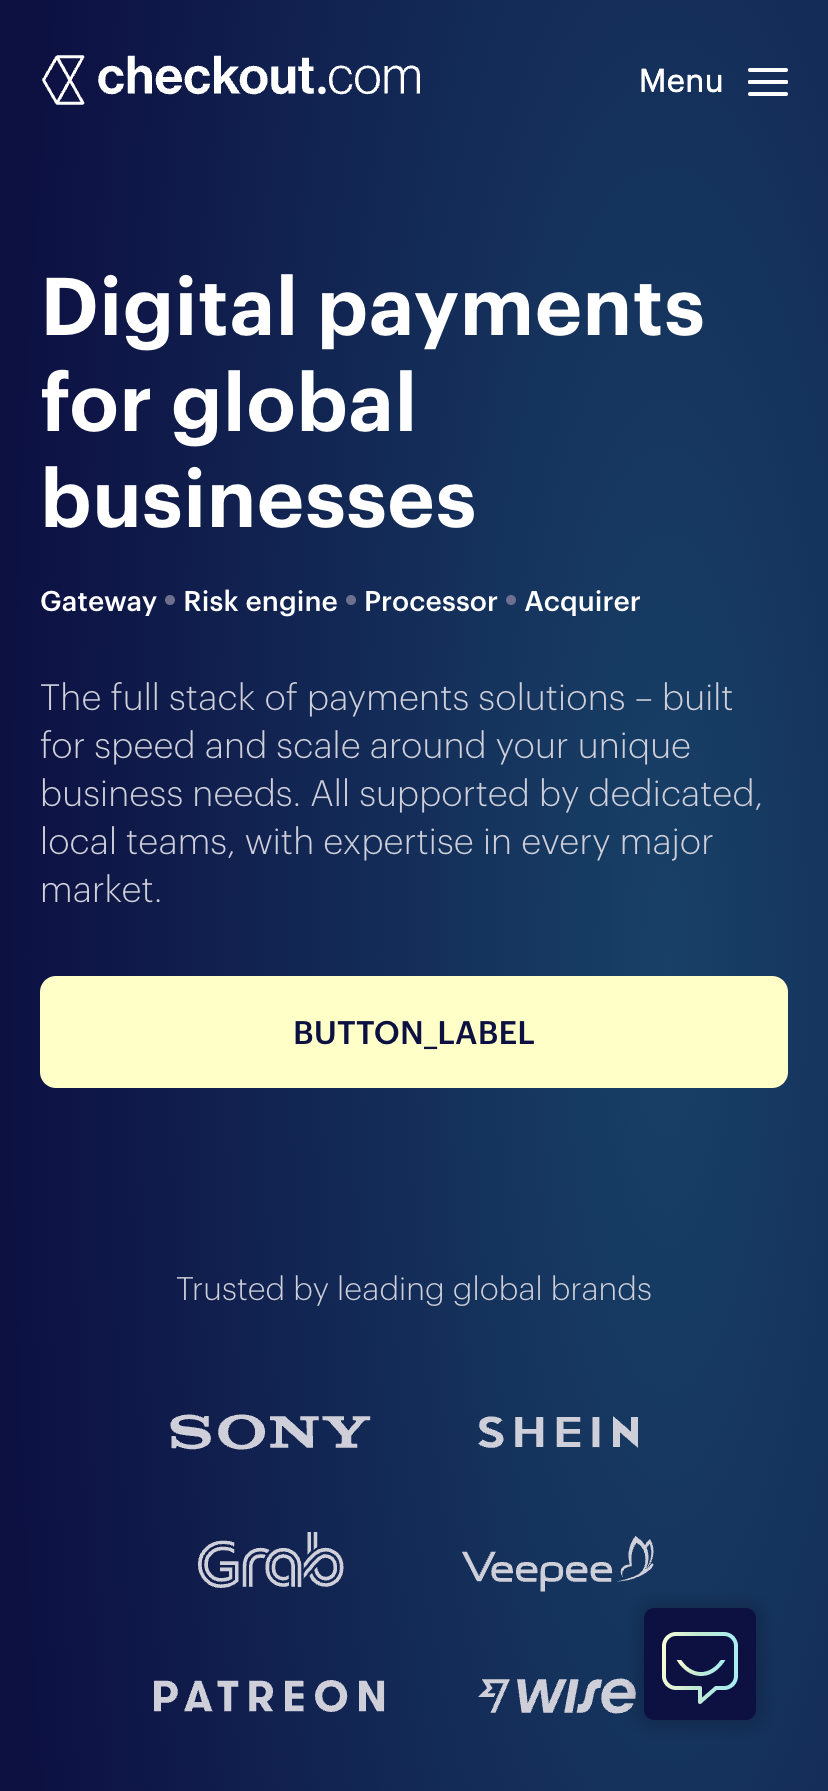 checkout.com
Menu
Digital payments
for global
businesses
Gateway • Risk engine • Processor • Acquirer
The full stack of payments solutions – built
for speed and scale around your unique
business needs. All supported by dedicated,
local teams, with expertise in every major
market.
BUTTON_LABEL
Trusted by leading global brands
SONY
SHEIN
Grab
Veepee
PATREON
WISE